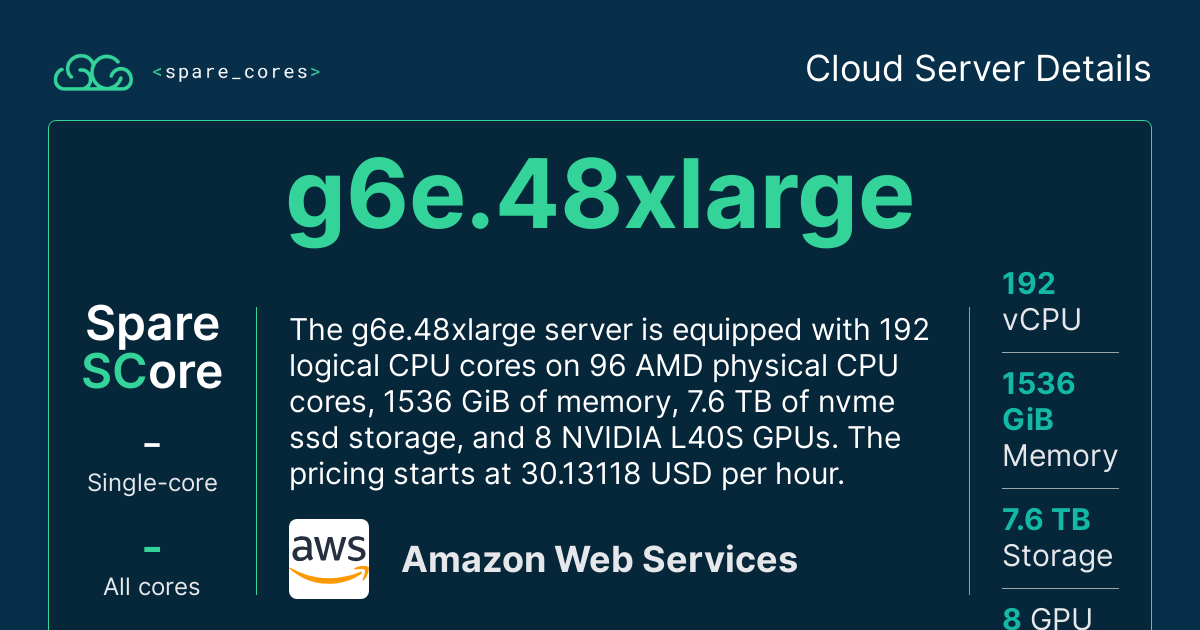 <spare_cores>
Cloud Server Details
g6e.48xlarge
Spare
SCore
–
Single-core
–
All cores
The g6e.48xlarge server is equipped with 192
logical CPU cores on 96 AMD physical CPU
cores, 1536 GiB of memory, 7.6 TB of nvme
ssd storage, and 8 NVIDIA L40S GPUs. The
pricing starts at 30.13118 USD per hour.
aws
Amazon Web Services
192
vCPU
1536
GiB
Memory
7.6 TB
Storage
8 GPU